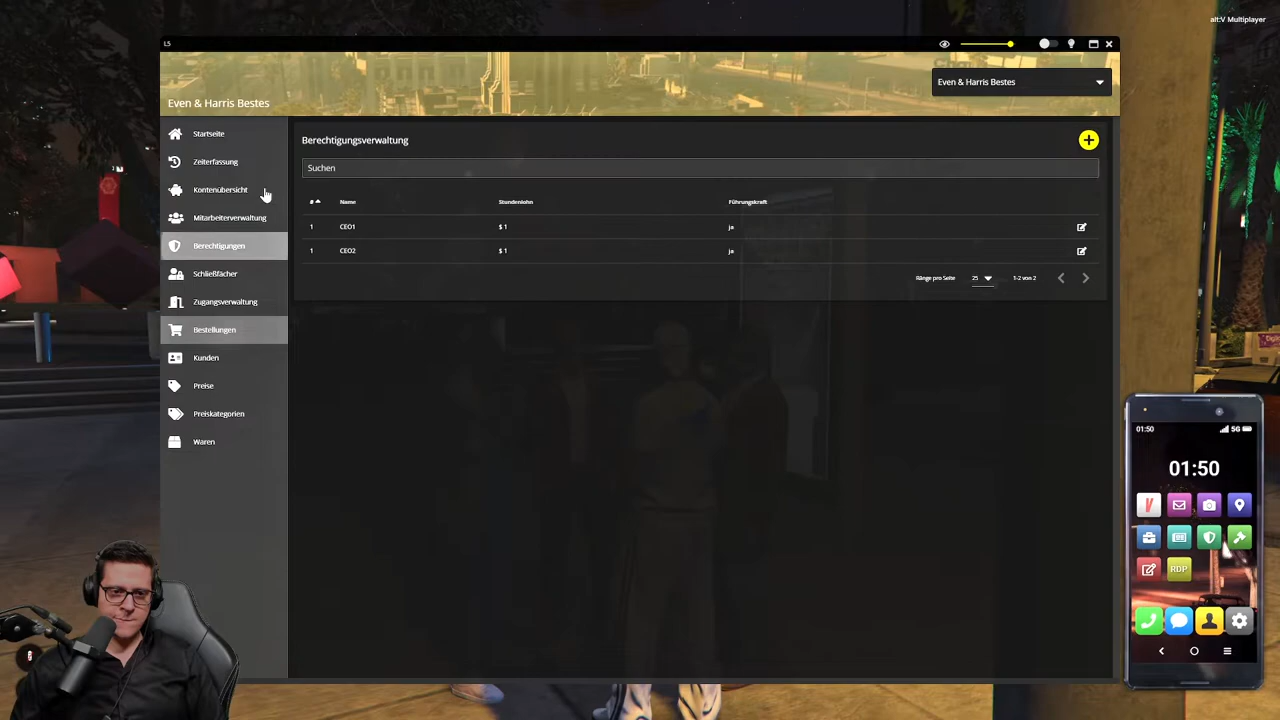 alt:V Multiplayer
LS
Even & Harris Bestes
Even & Harris Bestes
Startseite
Zeiterfassung
Kontenübersicht
Mitarbeiterverwaltung
Berechtigungen
Schließfächer
Zugangsverwaltung
Bestellungen
Kunden
Preise
Preiskategorien
Waren
Berechtigungsverwaltung
Suchen
# Name Stundenlohn Führungskraft
1 CEO1 $ 1 ja
1 CEO2 $ 1 ja
Ränge pro Seite 25 1-2 von 2
01:50 5G
01:50
RDP